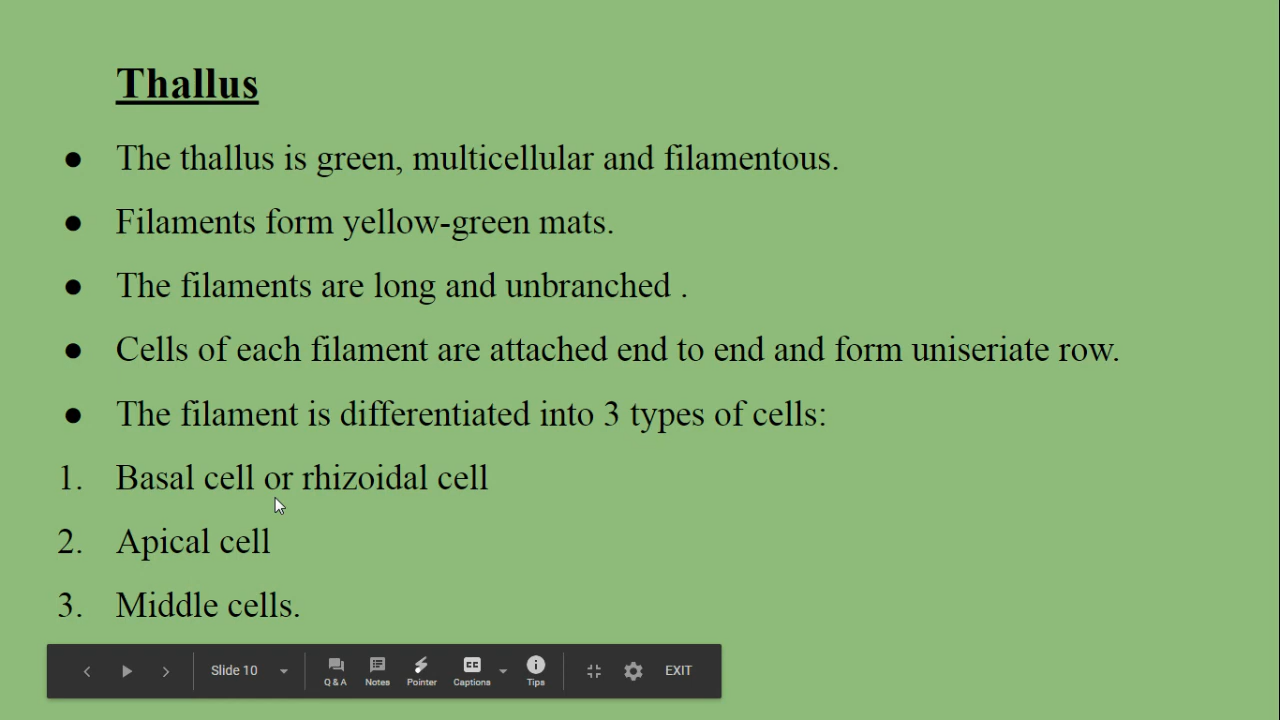 Thallus
● The thallus is green, multicellular and filamentous.
● Filaments form yellow-green mats.
● The filaments are long and unbranched .
● Cells of each filament are attached end to end and form uniseriate row.
● The filament is differentiated into 3 types of cells:
1. Basal cell or rhizoidal cell
2. Apical cell
3. Middle cells.
Slide 10 Q & A Notes Pointer CC Captions Tips EXIT